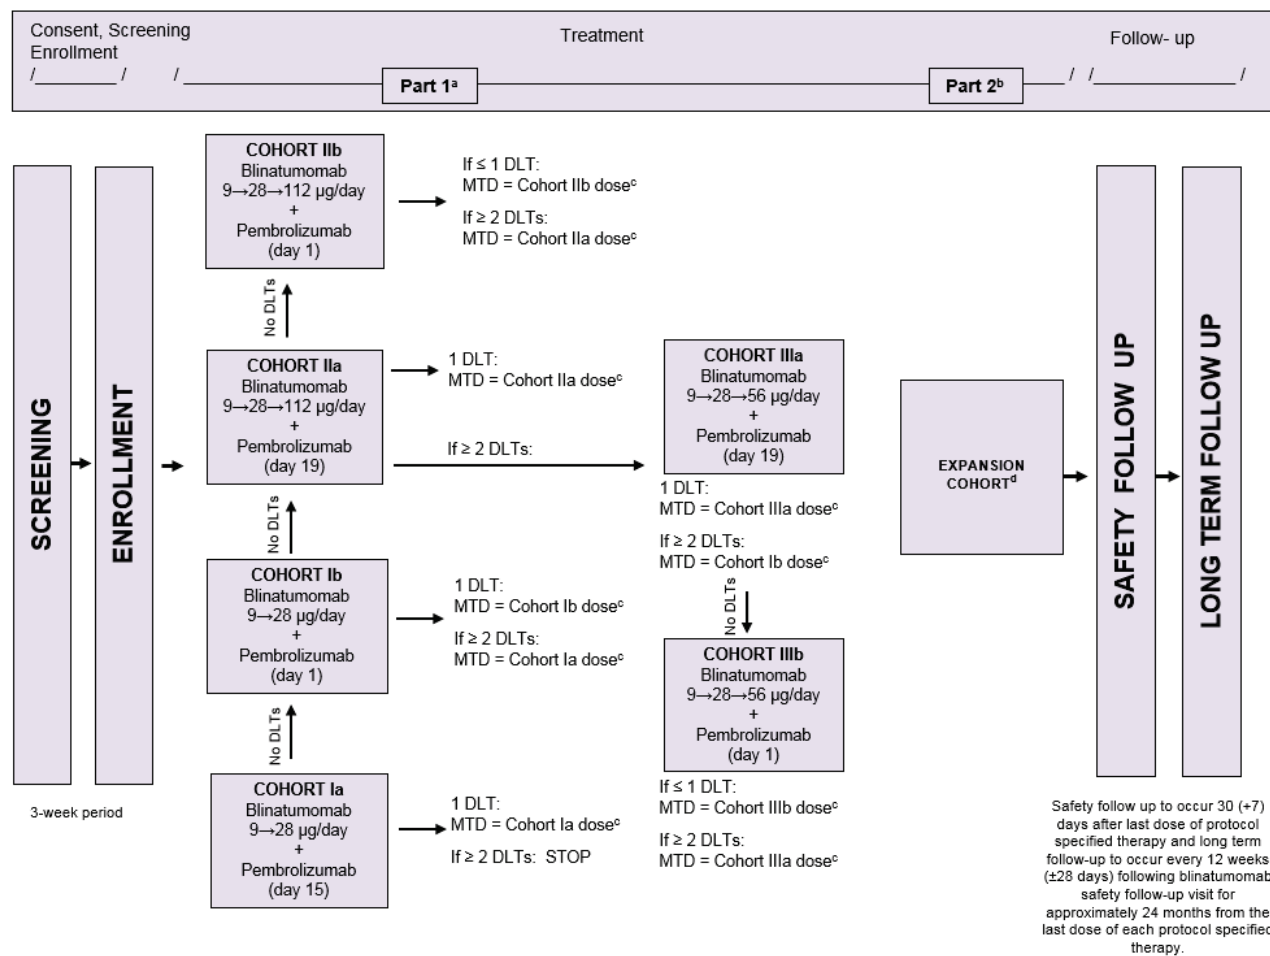 Consent, Screening
Enrollment
Treatment
Follow- up
/__________ / / ____________________ Part 1ᵃ ____________________ Part 2ᵇ _____ / /________________ /
SCREENING
ENROLLMENT
3-week period
COHORT IIb
Blinatumomab
9→28→112 µg/day
+
Pembrolizumab
(day 1)
If ≤ 1 DLT:
MTD = Cohort IIb doseᶜ
If ≥ 2 DLTs:
MTD = Cohort IIa doseᶜ
No DLTs
COHORT IIa
Blinatumomab
9→28→112 µg/day
+
Pembrolizumab
(day 19)
1 DLT:
MTD = Cohort IIa doseᶜ
If ≥ 2 DLTs:
No DLTs
COHORT Ib
Blinatumomab
9→28 µg/day
+
Pembrolizumab
(day 1)
1 DLT:
MTD = Cohort Ib doseᶜ
If ≥ 2 DLTs:
MTD = Cohort Ia doseᶜ
No DLTs
COHORT Ia
Blinatumomab
9→28 µg/day
+
Pembrolizumab
(day 15)
1 DLT:
MTD = Cohort Ia doseᶜ
If ≥ 2 DLTs: STOP
COHORT IIIa
Blinatumomab
9→28→56 µg/day
+
Pembrolizumab
(day 19)
1 DLT:
MTD = Cohort IIIa doseᶜ
If ≥ 2 DLTs:
MTD = Cohort Ib doseᶜ
No DLTs
COHORT IIIb
Blinatumomab
9→28→56 µg/day
+
Pembrolizumab
(day 1)
If ≤ 1 DLT:
MTD = Cohort IIIb doseᶜ
If ≥ 2 DLTs:
MTD = Cohort IIIa doseᶜ
EXPANSION
COHORTᵈ
SAFETY FOLLOW UP
LONG TERM FOLLOW UP
Safety follow up to occur 30 (+7)
days after last dose of protocol
specified therapy and long term
follow-up to occur every 12 weeks
(±28 days) following blinatumomab
safety follow-up visit for
approximately 24 months from the
last dose of each protocol specified
therapy.